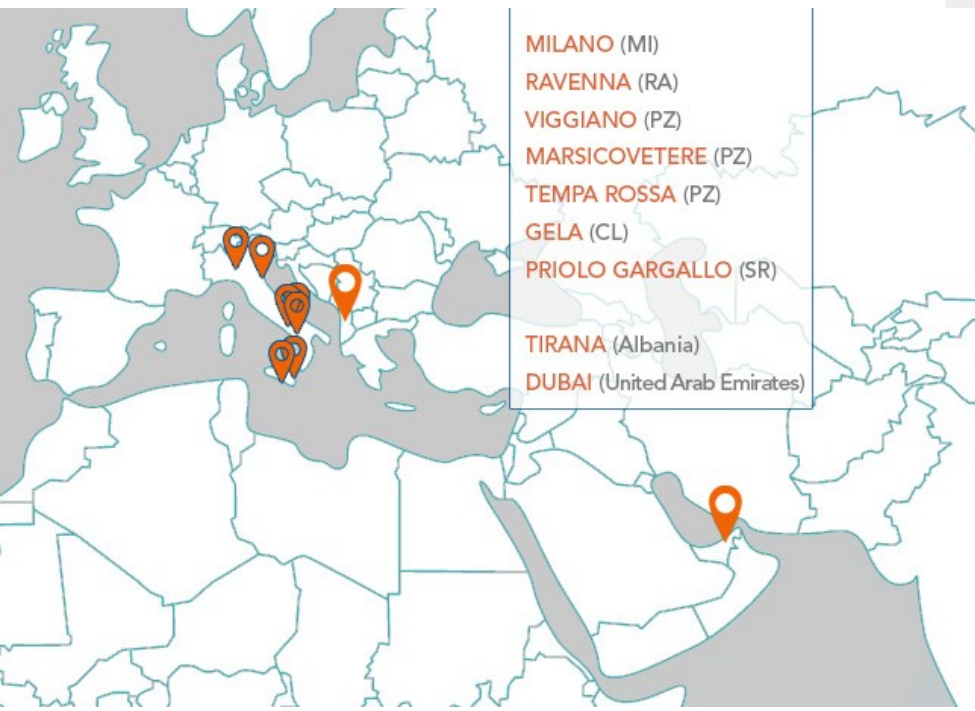 MILANO (MI)
RAVENNA (RA)
VIGGIANO (PZ)
MARSICOVETERE (PZ)
TEMPA ROSSA (PZ)
GELA (CL)
PRIOLO GARGALLO (SR)
TIRANA (Albania)
DUBAI (United Arab Emirates)